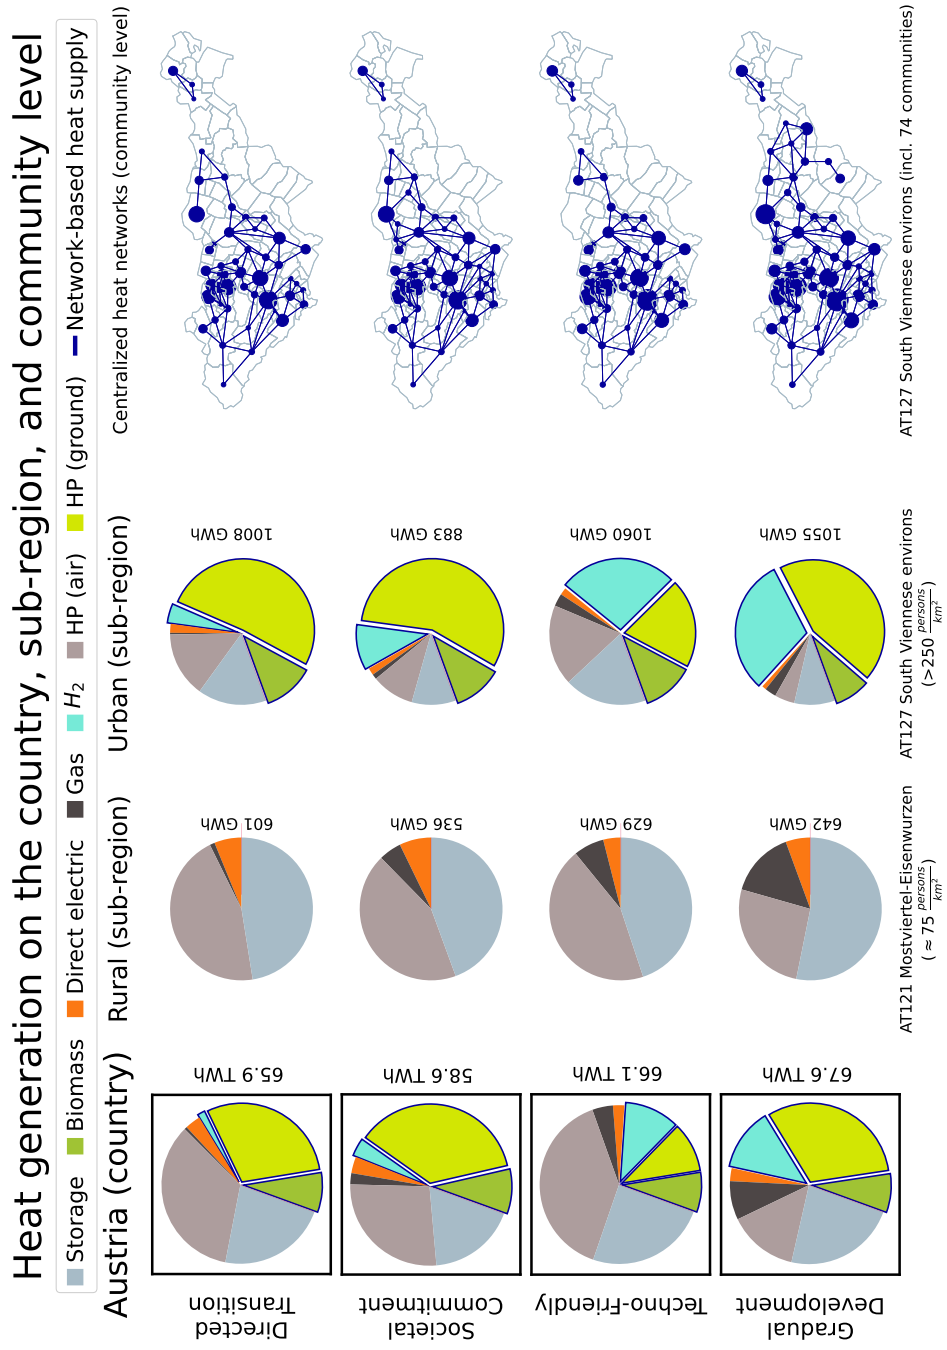 Heat generation on the country, sub-region, and community level
Storage Biomass Direct electric Gas H₂ HP (air) HP (ground) Network-based heat supply
Austria (country) Rural (sub-region) Urban (sub-region) Centralized heat networks (community level)
Directed
Transition
65.9 TWh
601 GWh
1008 GWh
Societal
Commitment
58.6 TWh
536 GWh
883 GWh
Techno-Friendly
66.1 TWh
629 GWh
1060 GWh
Gradual
Development
67.6 TWh
642 GWh
1055 GWh
AT121 Mostviertel-Eisenwurzen
(≈ 75 persons/km²)
AT127 South Viennese environs
(>250 persons/km²)
AT127 South Viennese environs (incl. 74 communities)